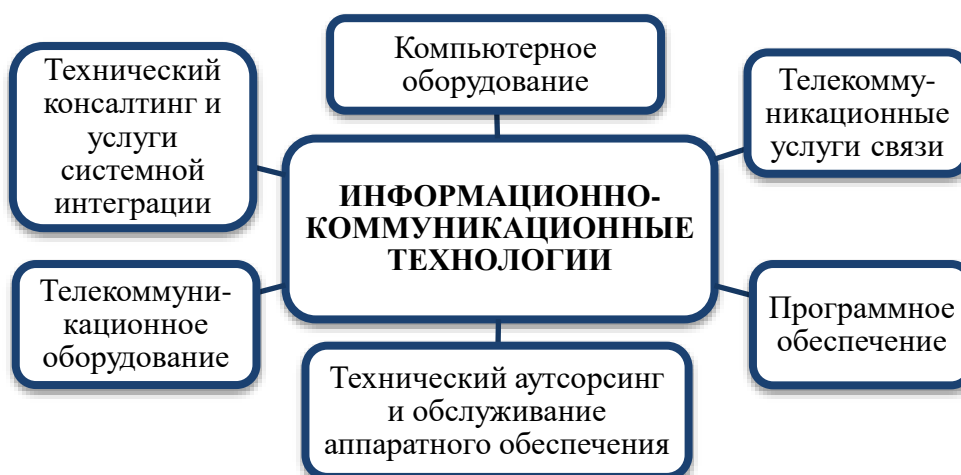 Компьютерное
оборудование
Технический
консалтинг и
услуги
системной
интеграции
Телекомму-
никационные
услуги связи
ИНФОРМАЦИОННО-
КОММУНИКАЦИОННЫЕ
ТЕХНОЛОГИИ
Телекоммуни-
кационное
оборудование
Программное
обеспечение
Технический аутсорсинг
и обслуживание
аппаратного обеспечения